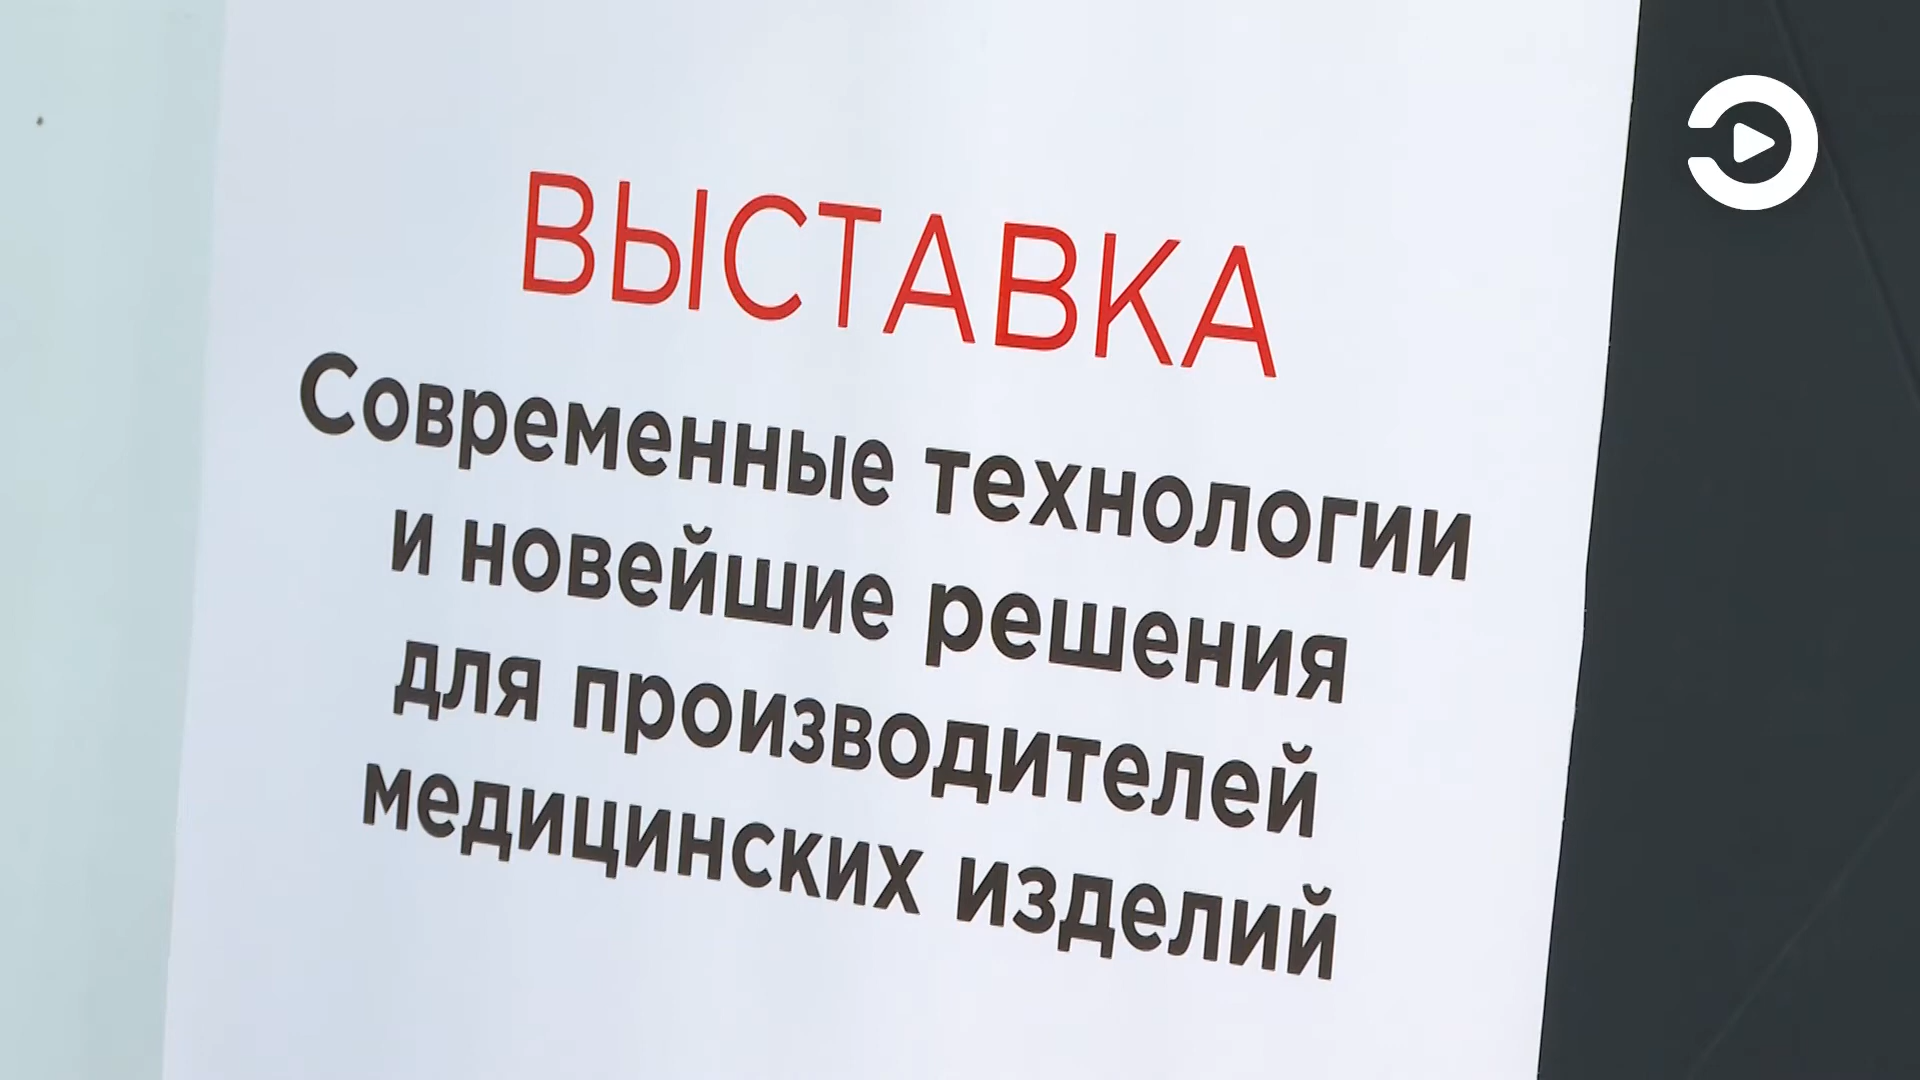 ВЫСТАВКА
Современные технологии
и новейшие решения
для производителей
медицинских изделий